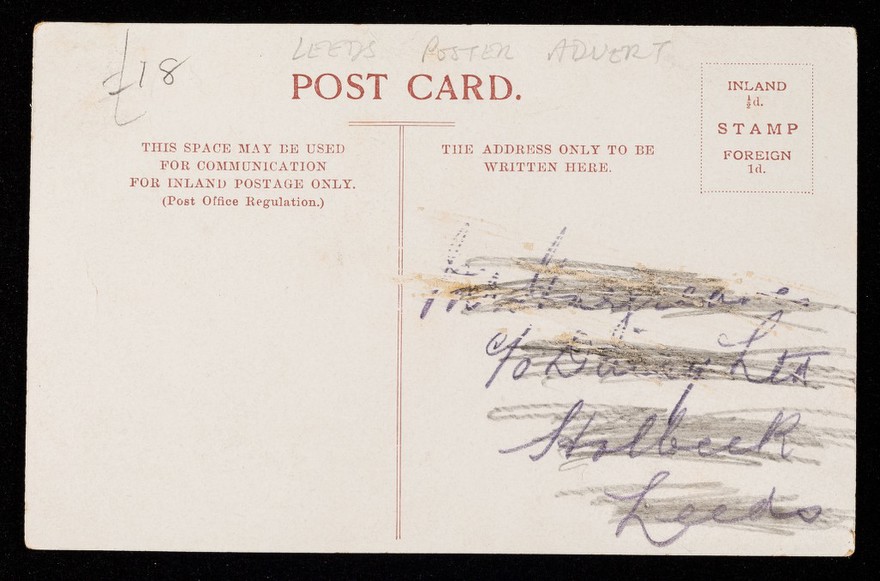 £18
LEEDS POSTER ADVERT
POST CARD.
THIS SPACE MAY BE USED
FOR COMMUNICATION
FOR INLAND POSTAGE ONLY.
(Post Office Regulation.)
THE ADDRESS ONLY TO BE
WRITTEN HERE.
INLAND
½d.
STAMP
FOREIGN
1d.
c/o Ltd
Holbeck
Leeds